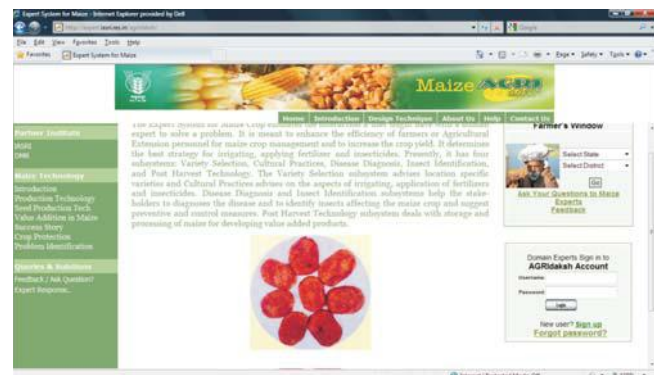 Expert System for Maize - Internet Explorer provided by Dell
Google
File Edit View Favorites Tools Help
Favorites Expert System for Maize
Page Safety Tools
Maize AGRI
Home Introduction Design Technique About Us Help Contact Us
expert to solve a problem. It is meant to enhance the efficiency of farmers or Agricultural
Extension personnel for maize crop management and to increase the crop yield. It determines
the best strategy for irrigating, applying fertilizer and insecticides. Presently, it has four
subsystems: Variety Selection, Cultural Practices, Disease Diagnosis, Insect Identification,
and Post Harvest Technology. The Variety Selection subsystem advises location specific
varieties and Cultural Practices advises on the aspects of irrigation, application of fertilizers
and insecticides. Disease Diagnosis and Insect Identification subsystems help the stake-
holders to diagnoses the disease and to identify insects affecting the maize crop and suggest
preventive and control measures. Post Harvest Technology subsystem deals with storage and
processing of maize for developing value added products.
Partner Institute
IASRI
DMR
Maize Technology
Introduction
Production Technology
Seed Production Tech
Value Addition in Maize
Success Story
Crop Protection
Problem Identification
Queries & Solutions
Feedback / Ask Question?
Expert Response..
Farmer's Window
Select State
Select District
Go
Ask Your Questions to Maize
Experts
Feedback
Domain Experts Sign in to
AGRIdaksh Account
Username:
Password:
Login
New user? Sign up
Forgot password?